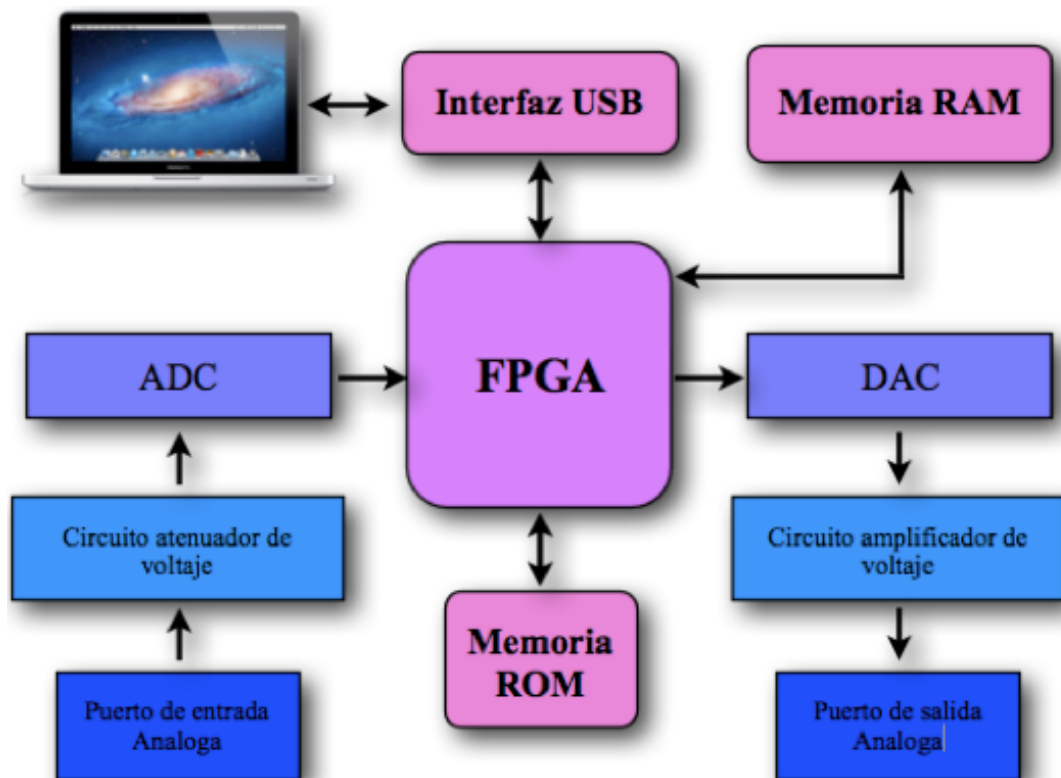 Interfaz USB
Memoria RAM
FPGA
ADC
DAC
Circuito atenuador de
voltaje
Circuito amplificador de
voltaje
Memoria
ROM
Puerto de entrada
Analoga
Puerto de salida
Analoga